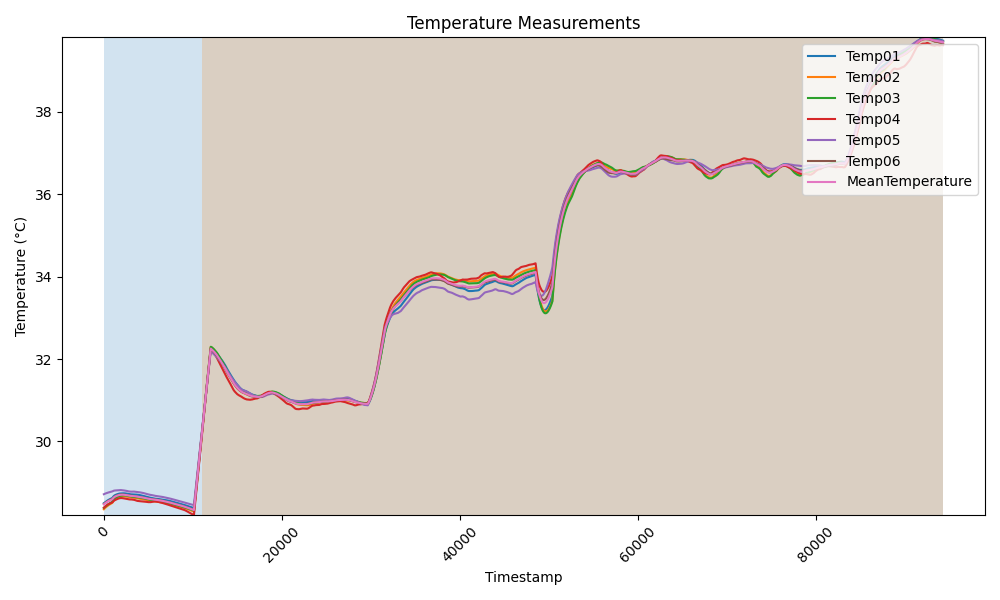 Temperature Measurements
Temp01
Temp02
Temp03
Temp04
Temp05
Temp06
MeanTemperature
Temperature (°C)
38
36
34
32
30
0
20000
40000
60000
80000
Timestamp